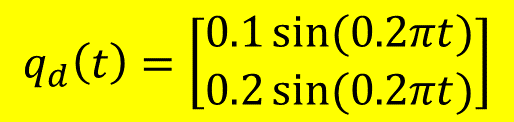 q_d(t) = [0.1 sin(0.2πt)
0.2 sin(0.2πt)]